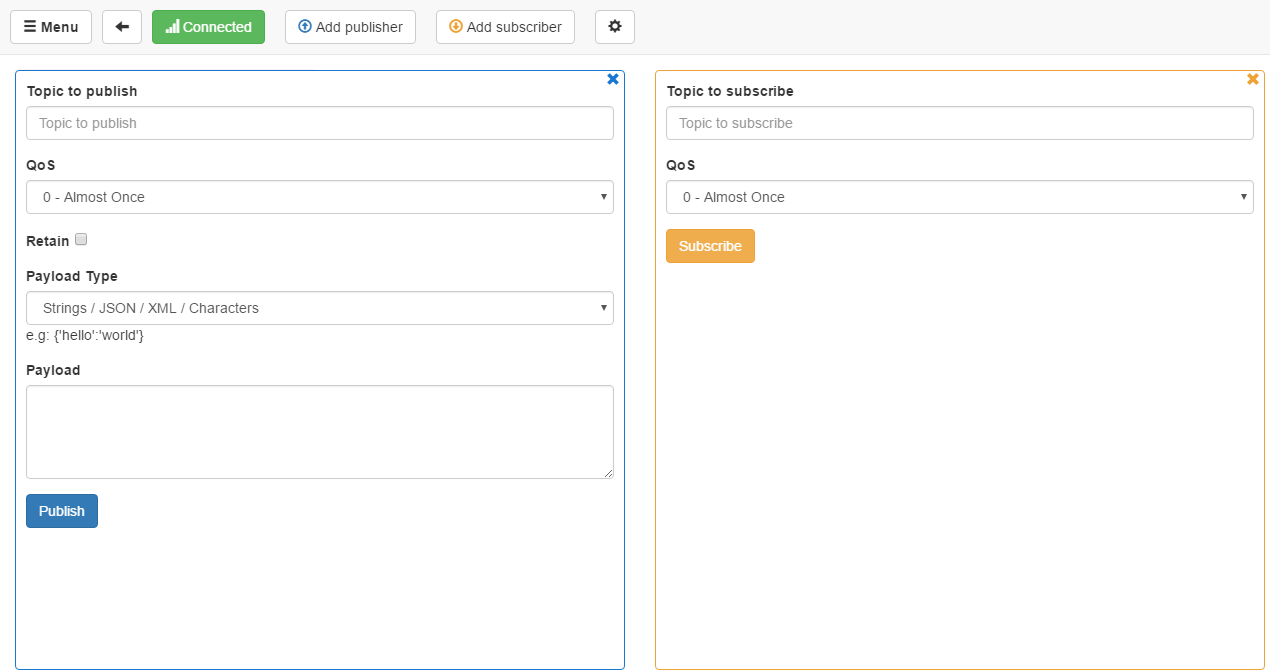 Menu
Connected
Add publisher
Add subscriber
Topic to publish
Topic to publish
QoS
0 - Almost Once
Retain
Payload Type
Strings / JSON / XML / Characters
e.g: {'hello':'world'}
Payload
Publish
Topic to subscribe
Topic to subscribe
QoS
0 - Almost Once
Subscribe